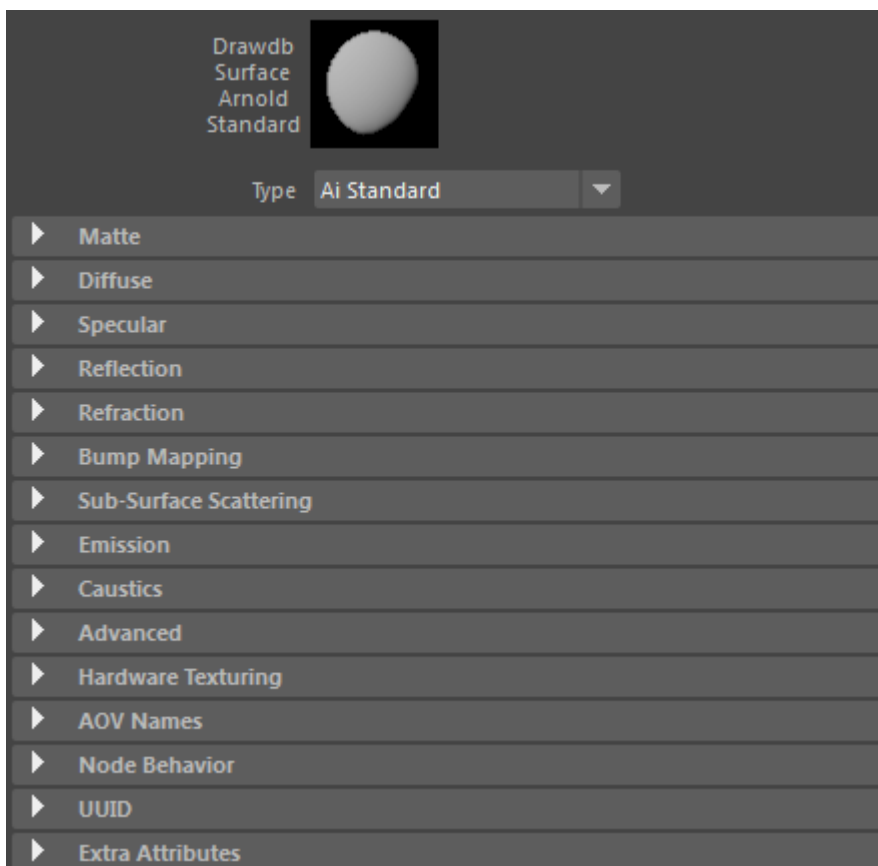 Drawdb
Surface
Arnold
Standard
Type Ai Standard
Matte
Diffuse
Specular
Reflection
Refraction
Bump Mapping
Sub-Surface Scattering
Emission
Caustics
Advanced
Hardware Texturing
AOV Names
Node Behavior
UUID
Extra Attributes